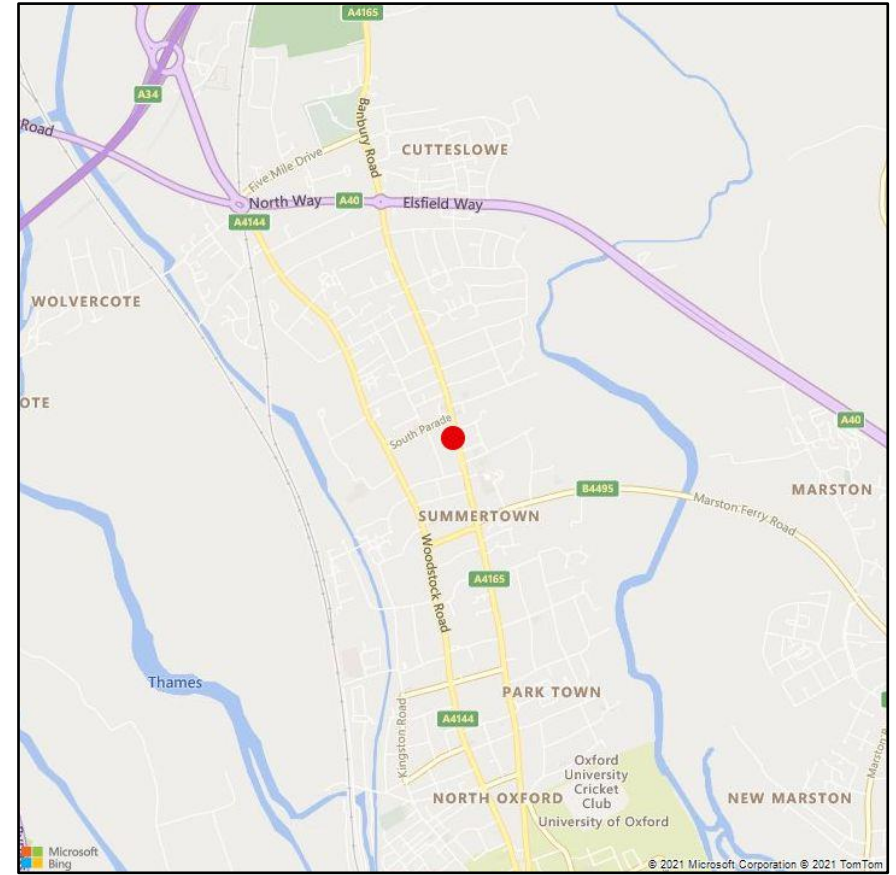 A4165
A34
Road
Banbury Road
CUTTESLOWE
Five Mile Drive
North Way
A40
Elsfield Way
A4144
WOLVERCOTE
OTE
South Parade
A40
B4495
MARSTON
Marston Ferry Road
SUMMERTOWN
Woodstock Road
A4165
Thames
PARK TOWN
Kingston Road
A4144
Oxford
University
Cricket
Club
NORTH OXFORD
NEW MARSTON
University of Oxford
Microsoft
Bing
© 2021 Microsoft Corporation © 2021 TomTom